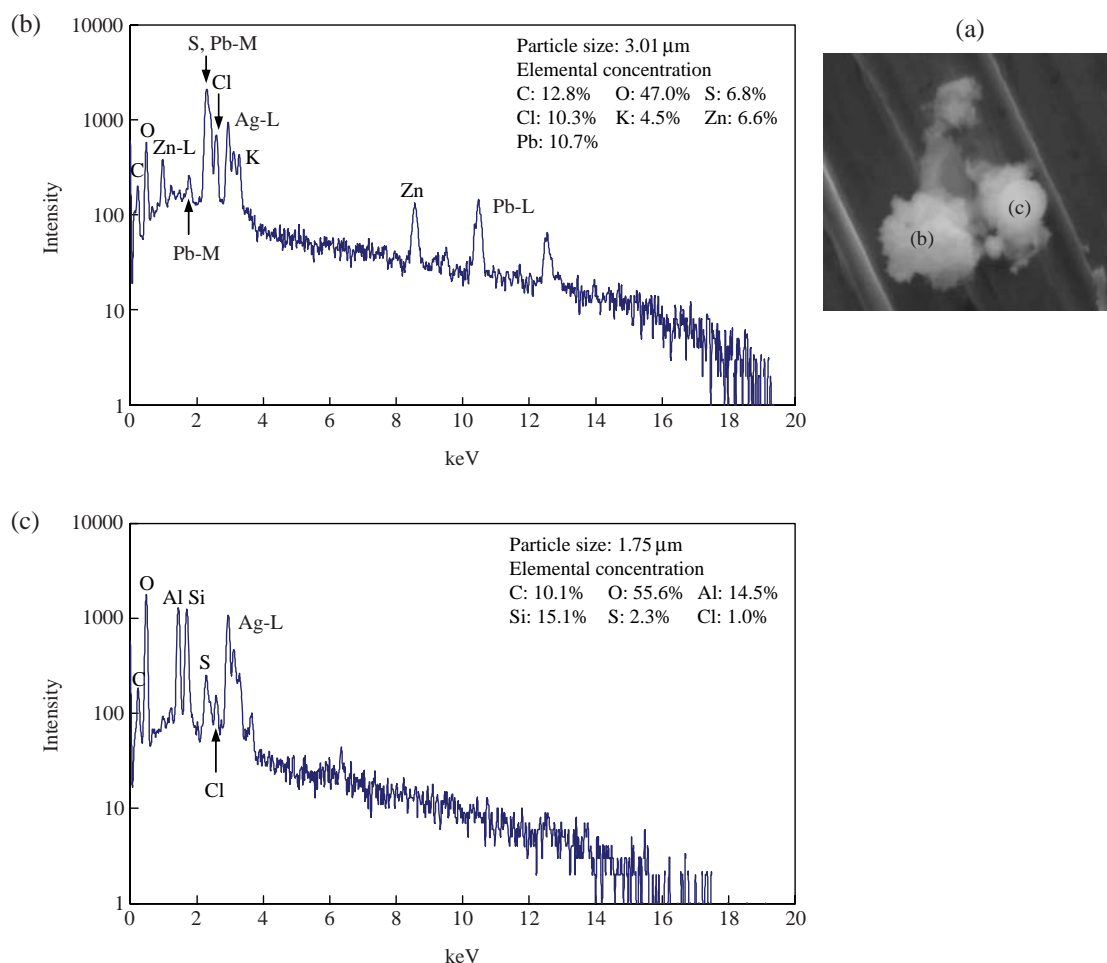 (b)
10000
1000
100
10
1
Intensity
S, Pb-M
Cl
O
Zn-L
Ag-L
K
C
Pb-M
Zn
Pb-L
Particle size: 3.01 μm
Elemental concentration
C: 12.8% O: 47.0% S: 6.8%
Cl: 10.3% K: 4.5% Zn: 6.6%
Pb: 10.7%
0 2 4 6 8 10 12 14 16 18 20
keV
(a)
(b)
(c)
(c)
10000
1000
100
10
1
Intensity
O
Al Si
Ag-L
C
S
Cl
Particle size: 1.75 μm
Elemental concentration
C: 10.1% O: 55.6% Al: 14.5%
Si: 15.1% S: 2.3% Cl: 1.0%
0 2 4 6 8 10 12 14 16 18 20
keV